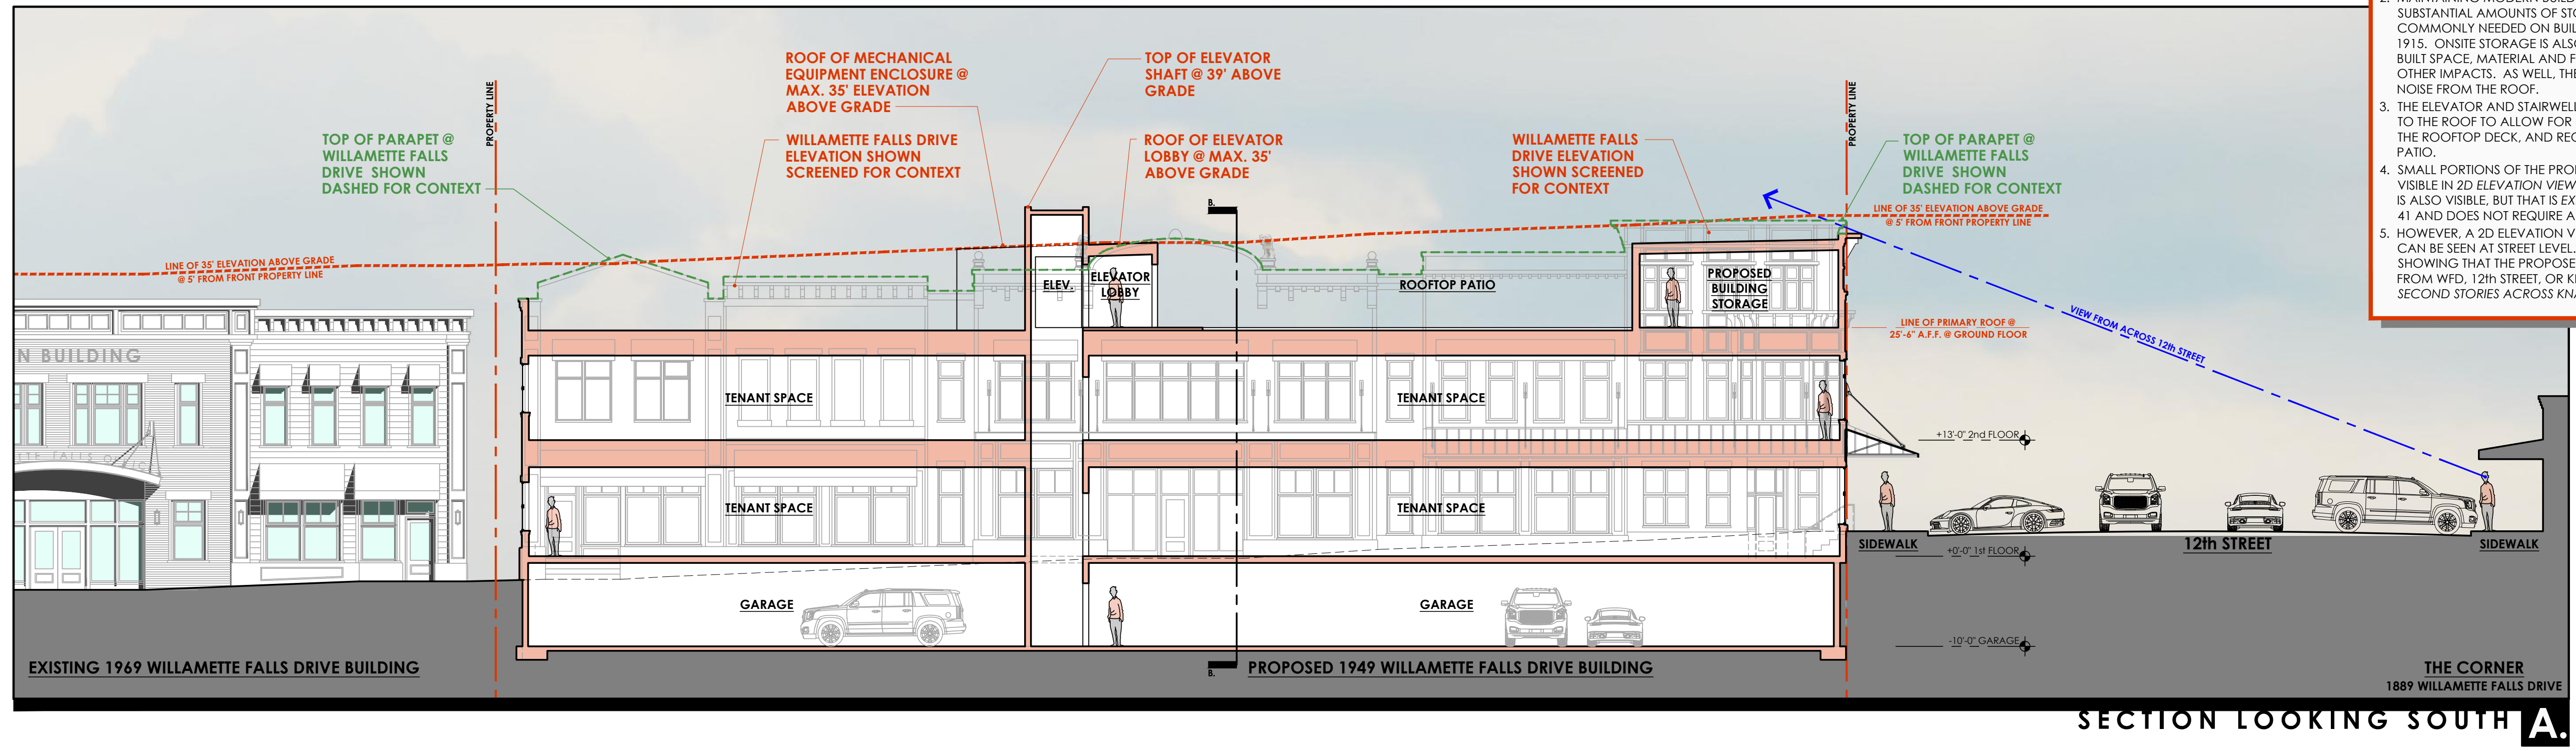 ROOF OF MECHANICAL
EQUIPMENT ENCLOSURE @
MAX. 35' ELEVATION
ABOVE GRADE
TOP OF ELEVATOR
SHAFT @ 39' ABOVE
GRADE
PROPERTY LINE
PROPERTY LINE
TOP OF PARAPET @
WILLAMETTE FALLS
DRIVE SHOWN
DASHED FOR CONTEXT
WILLAMETTE FALLS DRIVE
ELEVATION SHOWN
SCREENED FOR CONTEXT
ROOF OF ELEVATOR
LOBBY @ MAX. 35'
ABOVE GRADE
WILLAMETTE FALLS
DRIVE ELEVATION
SHOWN SCREENED
FOR CONTEXT
TOP OF PARAPET @
WILLAMETTE FALLS
DRIVE SHOWN
DASHED FOR CONTEXT
2. MAINTAINING MODERN BUILD
SUBSTANTIAL AMOUNTS OF STO
COMMONLY NEEDED ON BUIL
1915. ONSITE STORAGE IS ALSO
BUILT SPACE, MATERIAL AND F
OTHER IMPACTS. AS WELL, THE
NOISE FROM THE ROOF.
3. THE ELEVATOR AND STAIRWELL
TO THE ROOF TO ALLOW FOR
THE ROOFTOP DECK, AND REC
PATIO.
4. SMALL PORTIONS OF THE PROP
VISIBLE IN 2D ELEVATION VIEW
IS ALSO VISIBLE, BUT THAT IS EX
41 AND DOES NOT REQUIRE A
5. HOWEVER, A 2D ELEVATION V
CAN BE SEEN AT STREET LEVEL.
SHOWING THAT THE PROPOSE
FROM WFD, 12th STREET, OR K
SECOND STORIES ACROSS KNA
B.
LINE OF 35' ELEVATION ABOVE GRADE
@ 5' FROM FRONT PROPERTY LINE
LINE OF 35' ELEVATION ABOVE GRADE
@ 5' FROM FRONT PROPERTY LINE
ELEV.
ELEVATOR
LOBBY
ROOFTOP PATIO
PROPOSED
BUILDING
STORAGE
LINE OF PRIMARY ROOF @
25'-6" A.F.F. @ GROUND FLOOR
VIEW FROM ACROSS 12th STREET
N BUILDING
TENANT SPACE
TENANT SPACE
+13'-0" 2nd FLOOR
TTE FALLS OFFIC
TENANT SPACE
TENANT SPACE
SIDEWALK
+0'-0" 1st FLOOR
12th STREET
SIDEWALK
GARAGE
GARAGE
-10'-0" GARAGE
EXISTING 1969 WILLAMETTE FALLS DRIVE BUILDING
B.
PROPOSED 1949 WILLAMETTE FALLS DRIVE BUILDING
THE CORNER
1889 WILLAMETTE FALLS DRIVE
SECTION LOOKING SOUTH A.